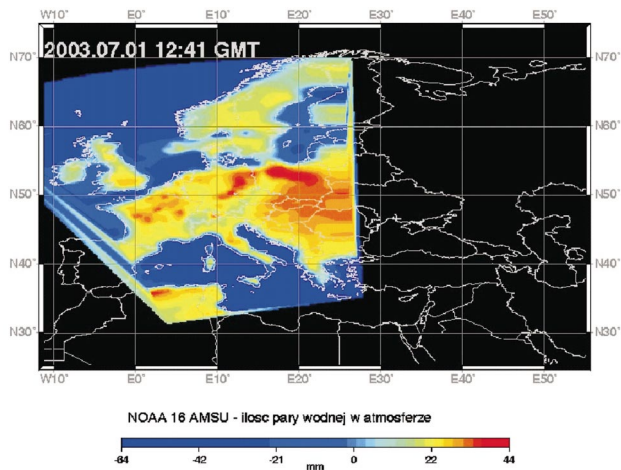 W10° E0° E10° E20° E30° E40° E50°
2003.07.01 12:41 GMT
N70° N70°
N60° N60°
N50° N50°
N40° N40°
N30° N30°
W10° E0° E10° E20° E30° E40° E50°
NOAA 16 AMSU - ilosc pary wodnej w atmosferze
-64 -42 -21 0 22 44
mm